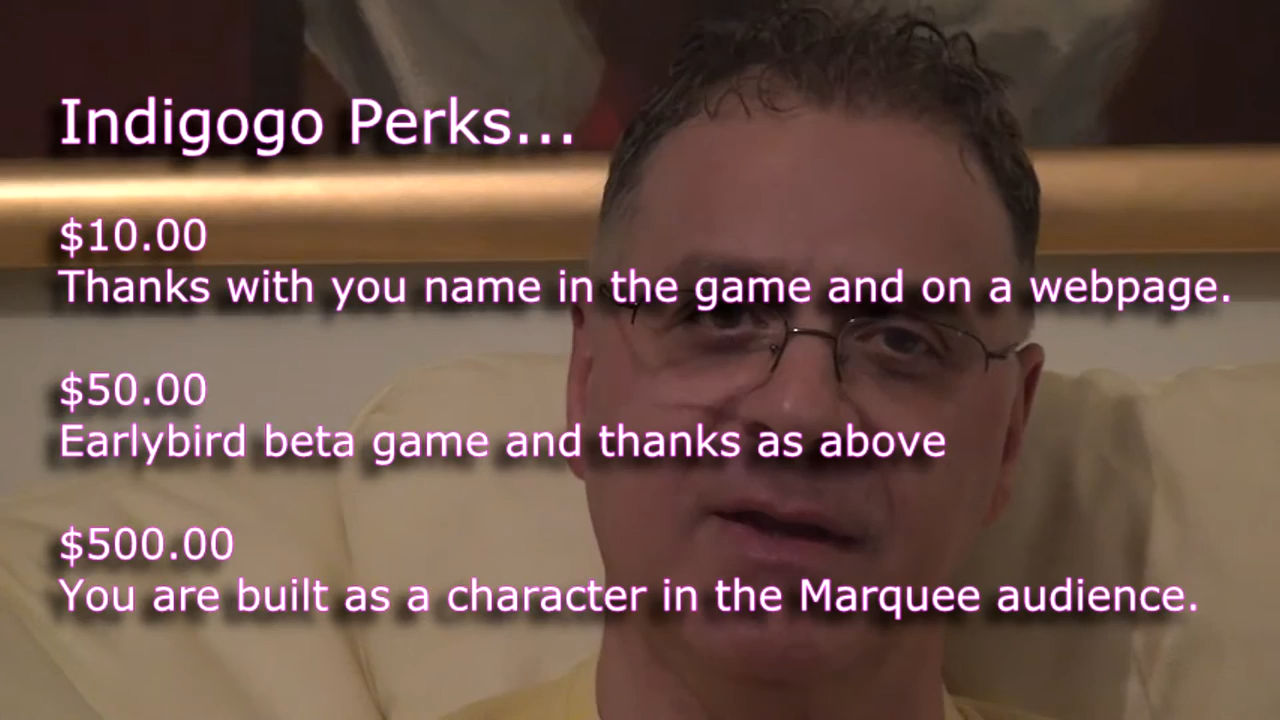 Indigogo Perks...
$10.00
Thanks with you name in the game and on a webpage.
$50.00
Earlybird beta game and thanks as above
$500.00
You are built as a character in the Marquee audience.